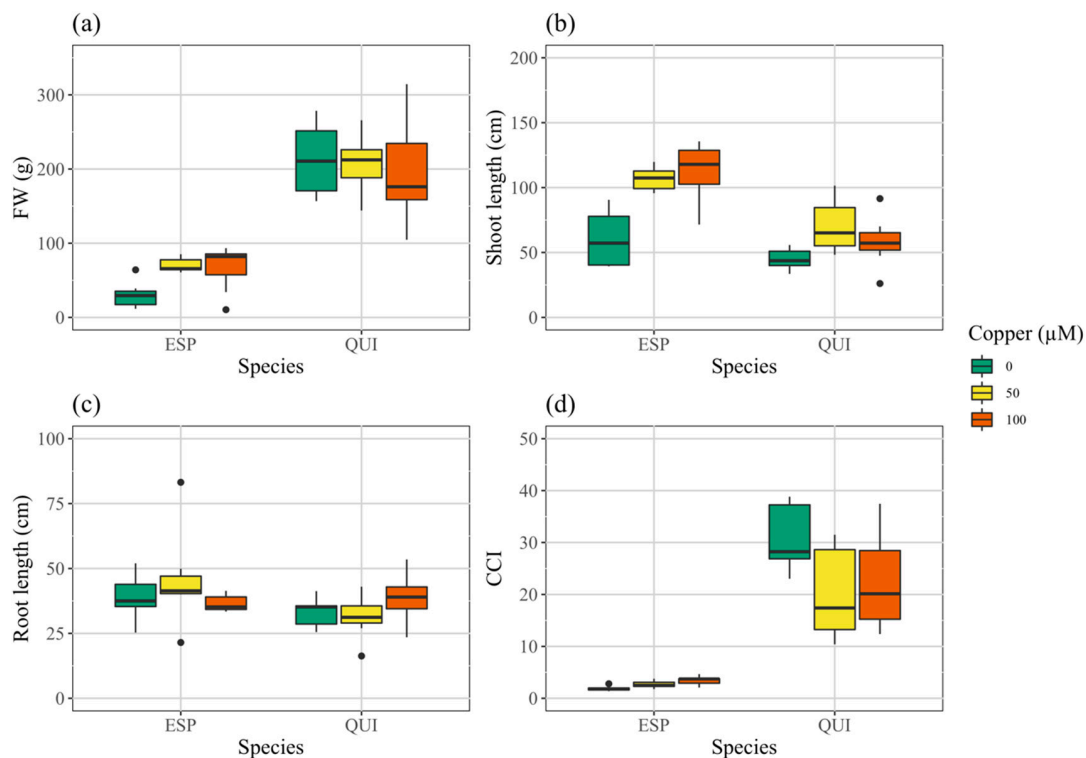 (a)
FW (g)
300
200
100
0
ESP
QUI
Species
(b)
Shoot length (cm)
200
150
100
50
0
ESP
QUI
Species
(c)
Root length (cm)
100
75
50
25
0
ESP
QUI
Species
(d)
CCI
50
40
30
20
10
0
ESP
QUI
Species
Copper (µM)
0
50
100